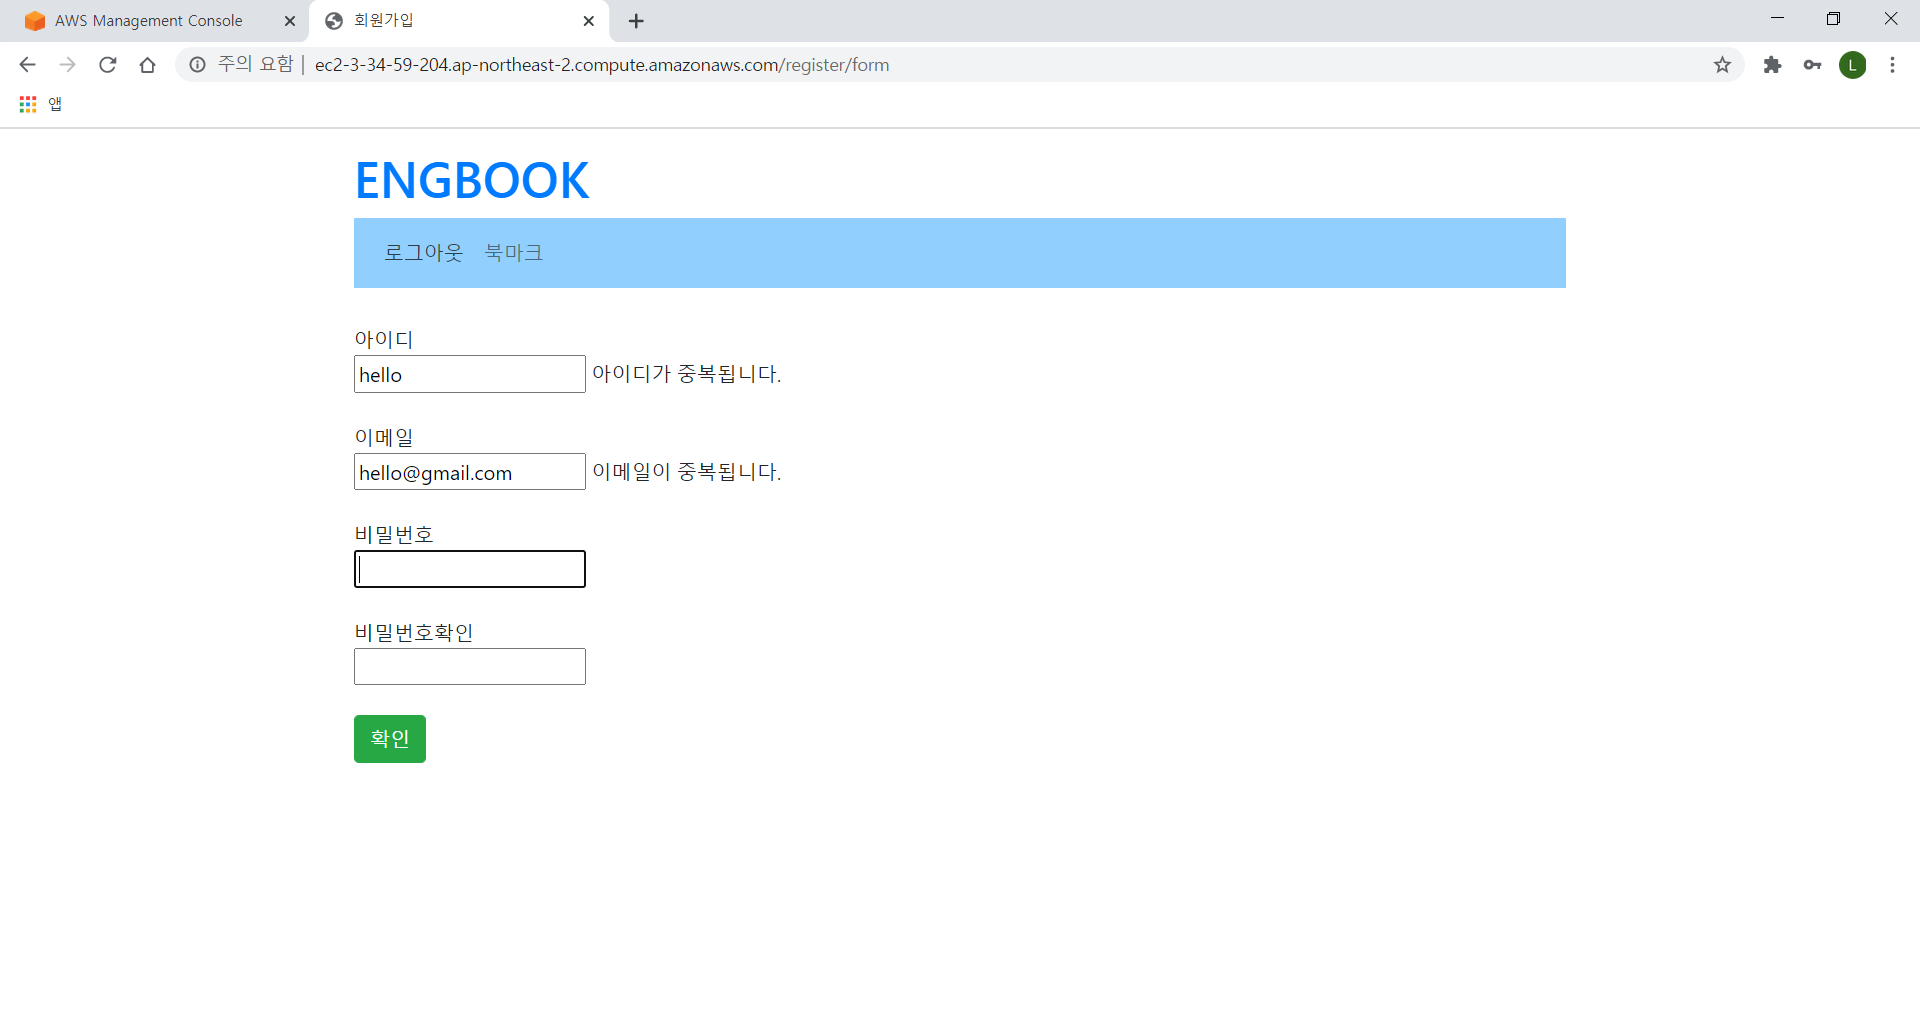 AWS Management Console
회원가입
주의 요함 | ec2-3-34-59-204.ap-northeast-2.compute.amazonaws.com/register/form
L
앱
ENGBOOK
로그아웃 북마크
아이디
hello 아이디가 중복됩니다.
이메일
hello@gmail.com 이메일이 중복됩니다.
비밀번호
비밀번호확인
확인